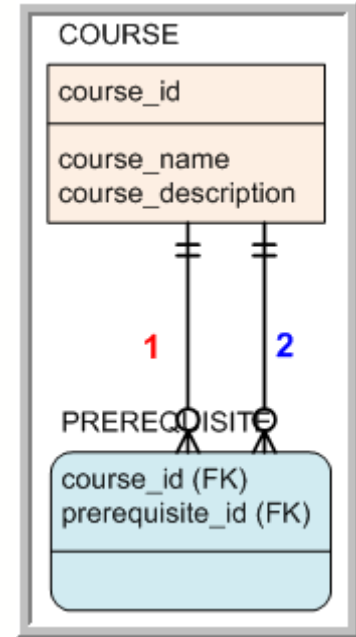 COURSE
course_id
course_name
course_description
1
2
PREREQUISITE
course_id (FK)
prerequisite_id (FK)